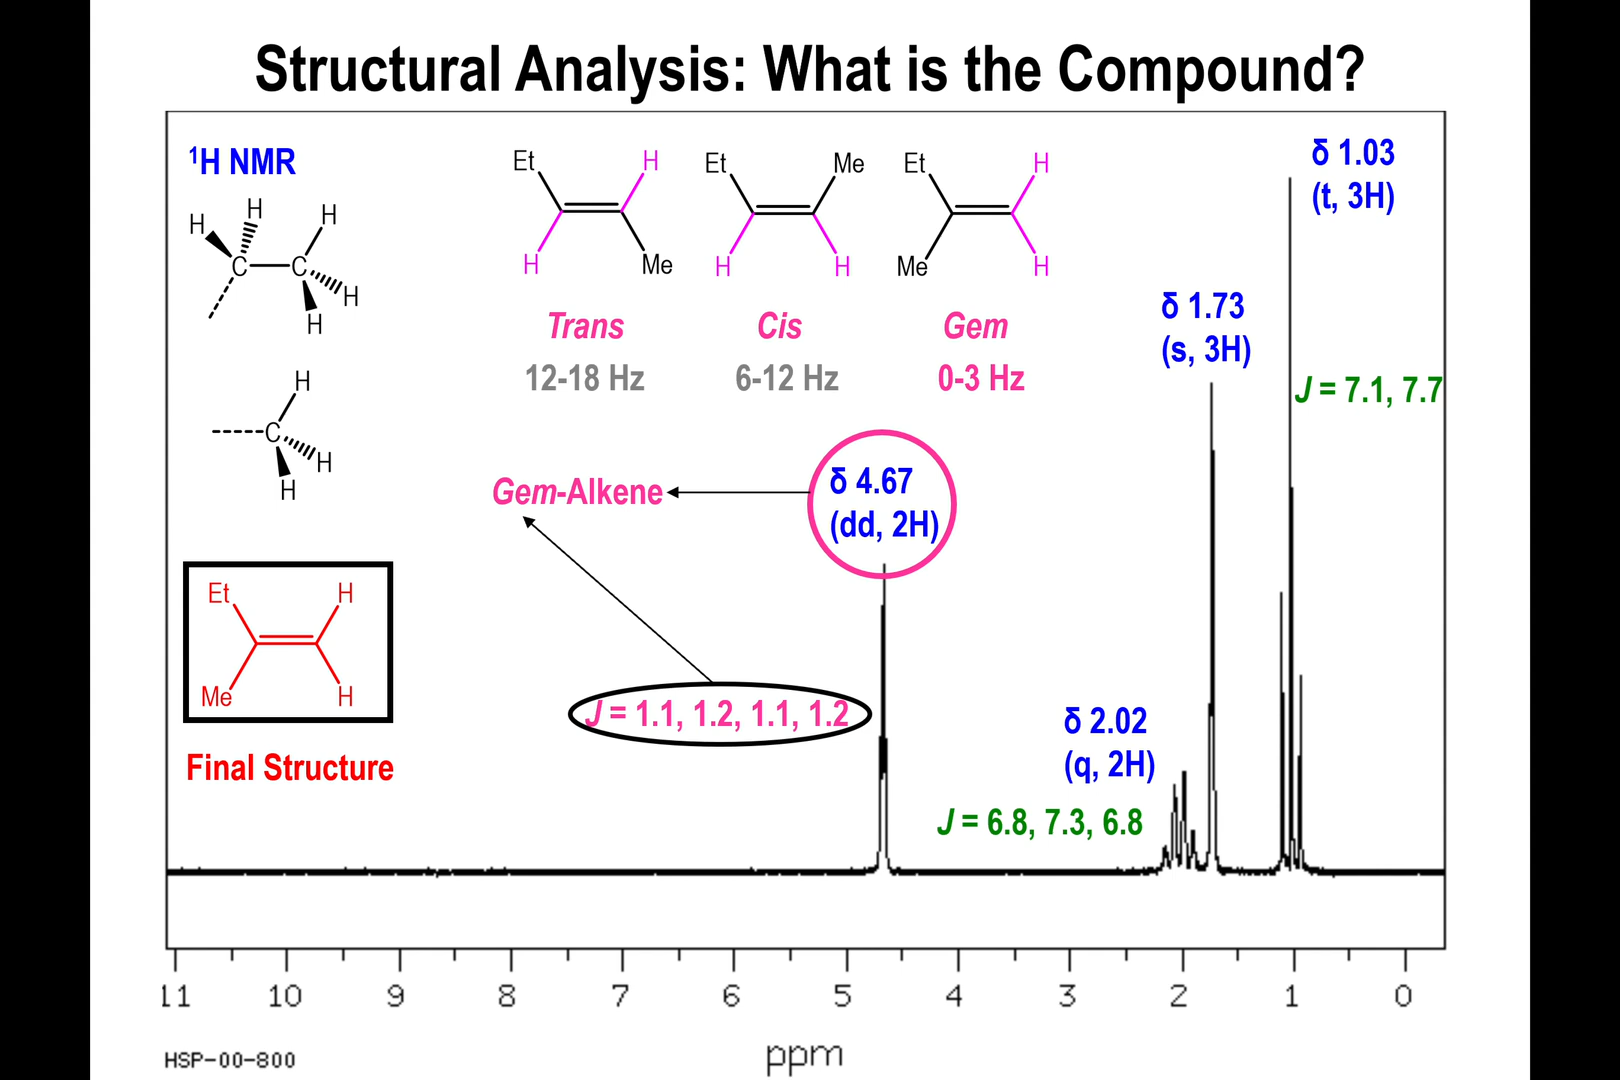 Structural Analysis: What is the Compound?
¹H NMR
H
H
H
C
C
H
H
H
C
H
H
Et
H
H
Me
Trans
12-18 Hz
Et
Me
H
H
Cis
6-12 Hz
Et
H
Me
H
Gem
0-3 Hz
δ 1.03
(t, 3H)
δ 1.73
(s, 3H)
J = 7.1, 7.7
Gem-Alkene
δ 4.67
(dd, 2H)
Et
H
Me
H
Final Structure
J = 1.1, 1.2, 1.1, 1.2
δ 2.02
(q, 2H)
J = 6.8, 7.3, 6.8
11 10 9 8 7 6 5 4 3 2 1 0
HSP-00-800
ppm